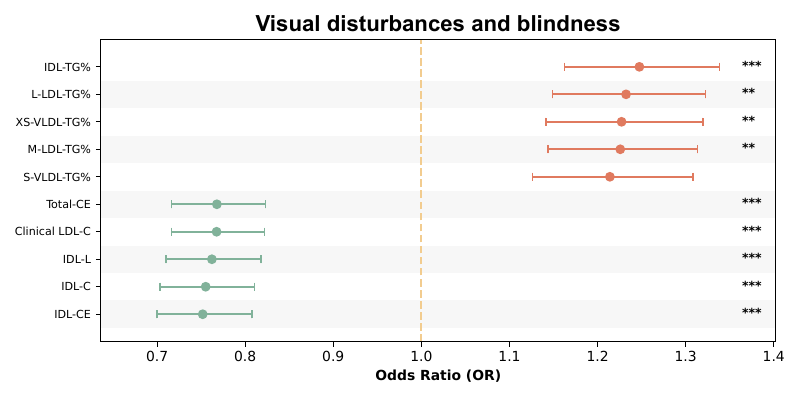 Visual disturbances and blindness
IDL-TG% ***
L-LDL-TG% **
XS-VLDL-TG% **
M-LDL-TG% **
S-VLDL-TG%
Total-CE ***
Clinical LDL-C ***
IDL-L ***
IDL-C ***
IDL-CE ***
0.7 0.8 0.9 1.0 1.1 1.2 1.3 1.4
Odds Ratio (OR)